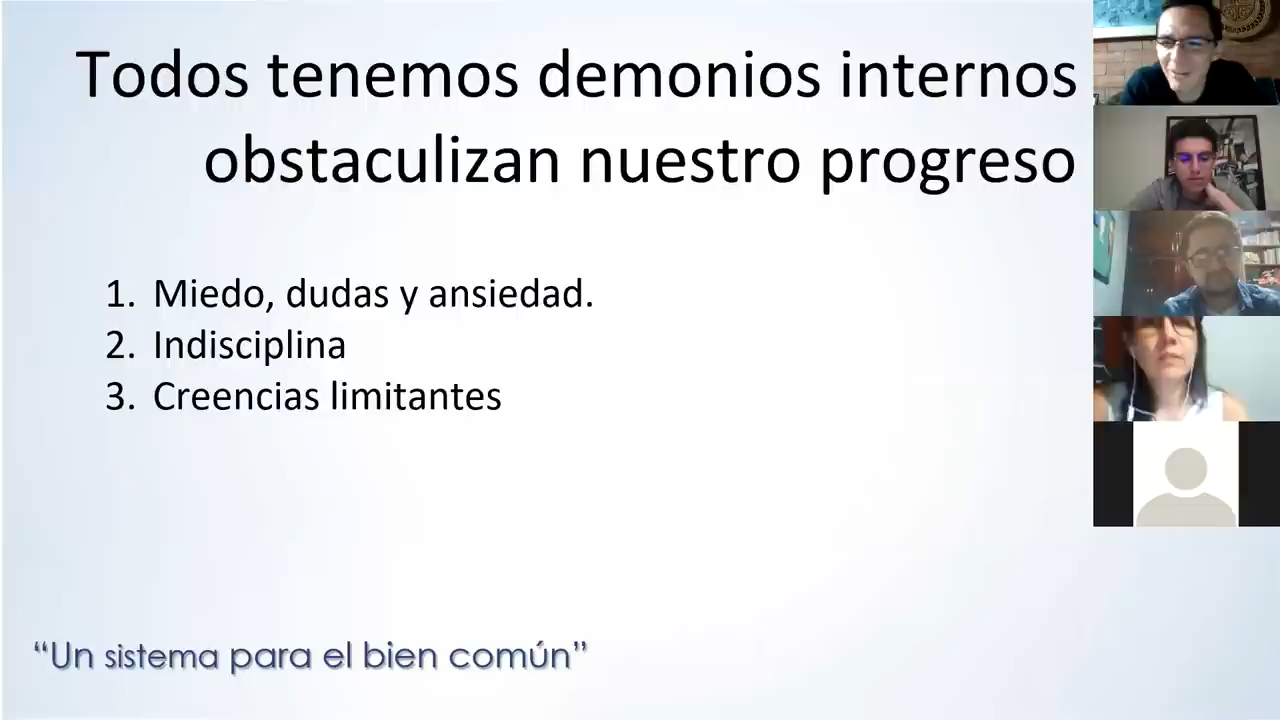 Todos tenemos demonios internos
obstaculizan nuestro progreso
1. Miedo, dudas y ansiedad.
2. Indisciplina
3. Creencias limitantes
“Un sistema para el bien común”